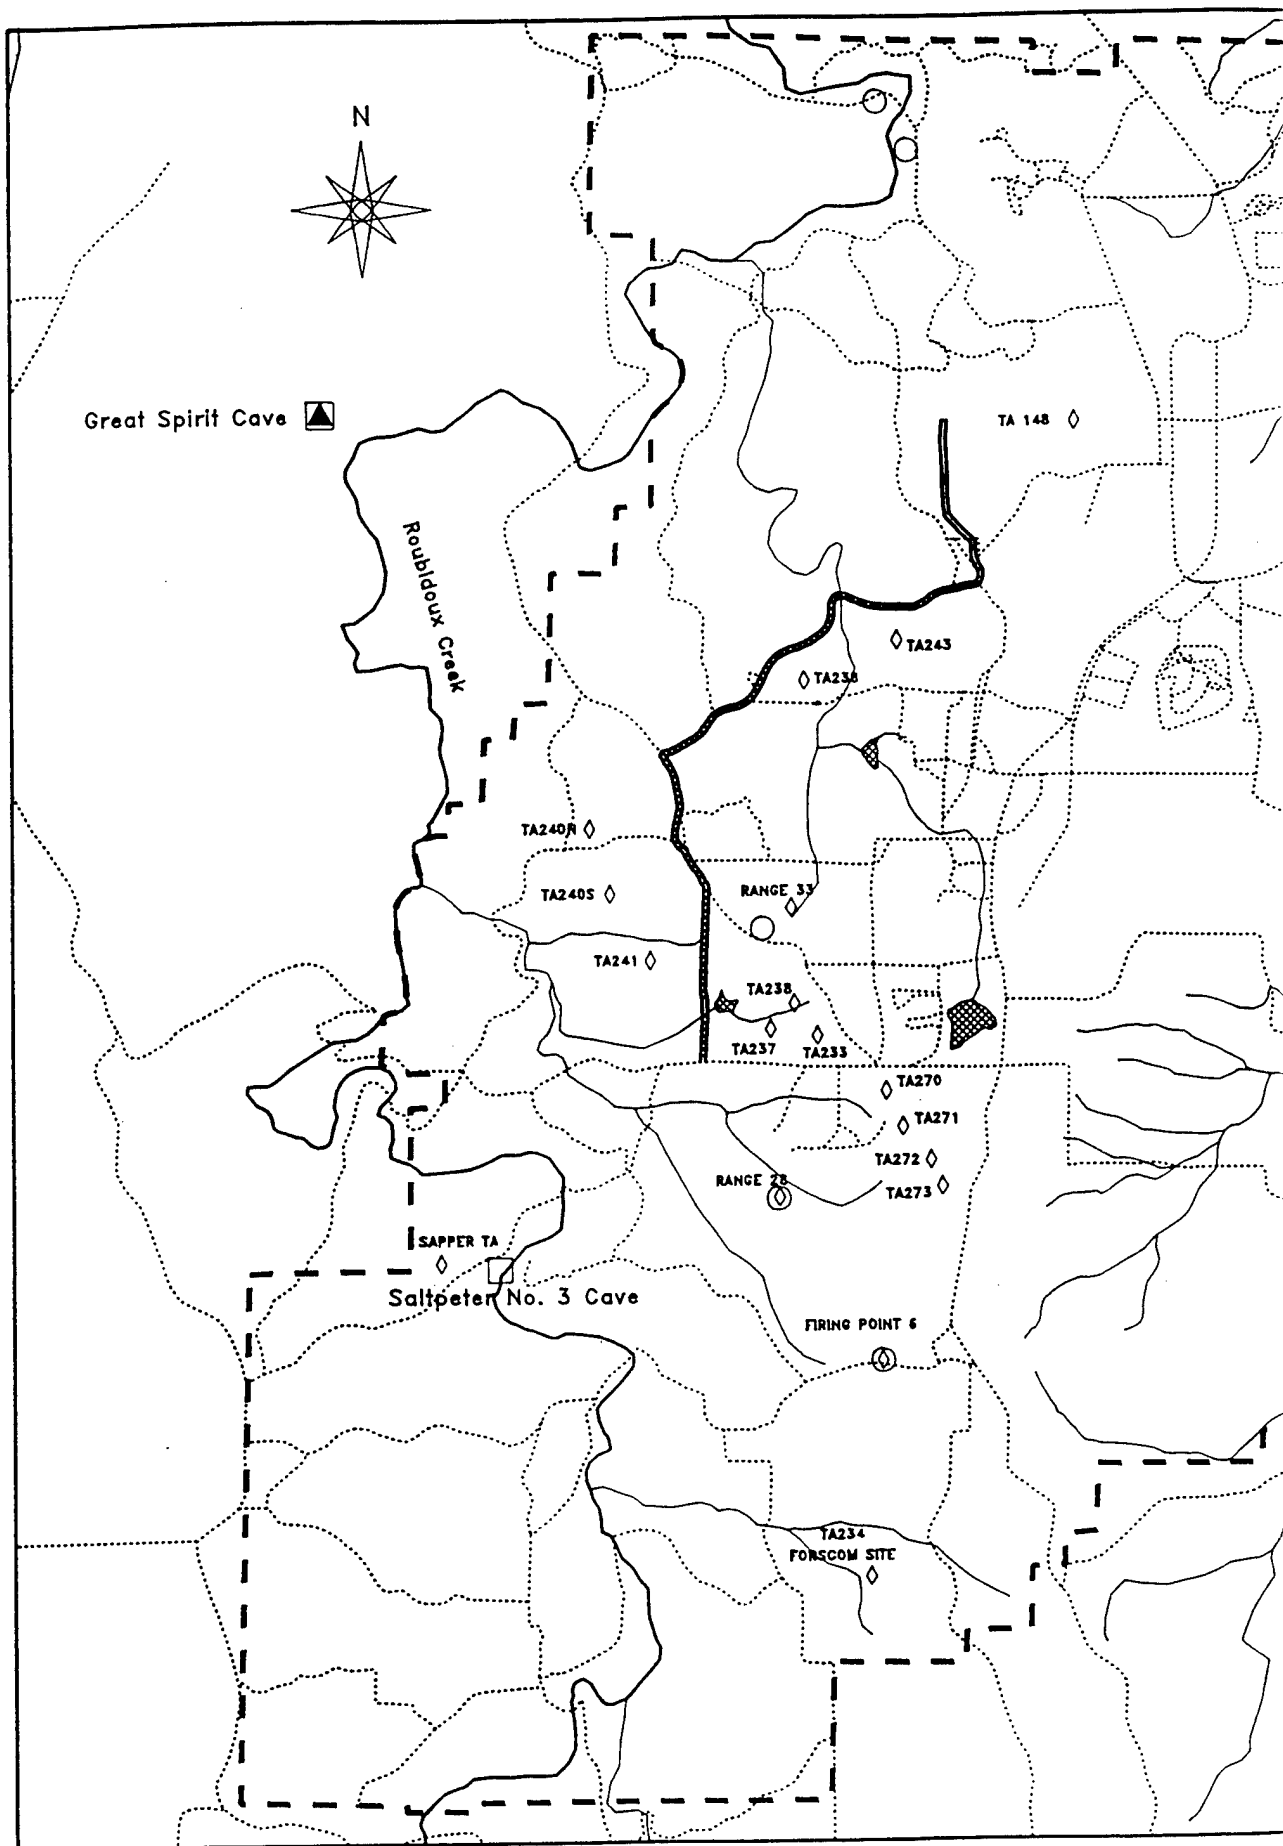 N
Great Spirit Cave
TA 148
Roubidoux Creek
TA243
TA238
TA240N
TA240S
RANGE 33
TA241
TA238
TA237
TA233
TA270
TA271
TA272
RANGE 28
TA273
SAPPER TA
Saltpeter No. 3 Cave
FIRING POINT 6
TA234
FORSCOM SITE